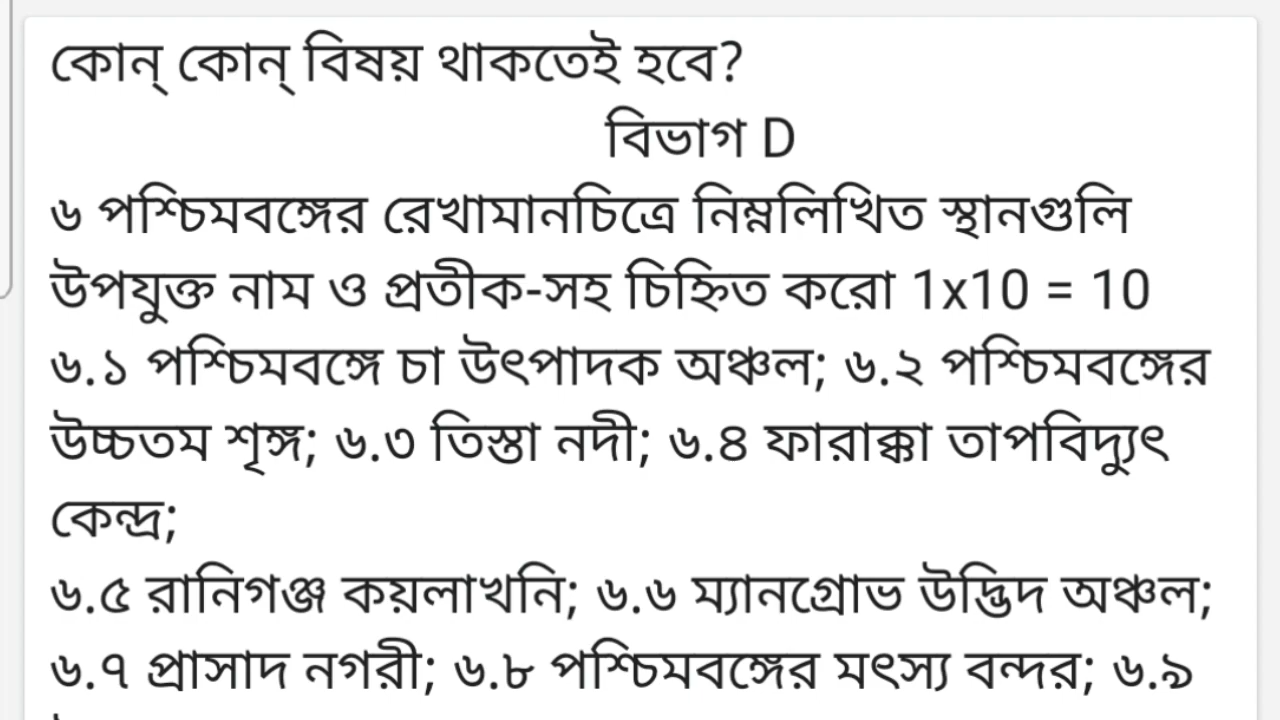 কোন্ কোন্ বিষয় থাকতেই হবে?
বিভাগ D
৬ পশ্চিমবঙ্গের রেখামানচিত্রে নিম্নলিখিত স্থানগুলি
উপযুক্ত নাম ও প্রতীক-সহ চিহ্নিত করো 1x10 = 10
৬.১ পশ্চিমবঙ্গে চা উৎপাদক অঞ্চল; ৬.২ পশ্চিমবঙ্গের
উচ্চতম শৃঙ্গ; ৬.৩ তিস্তা নদী; ৬.৪ ফারাক্কা তাপবিদ্যুৎ
কেন্দ্র;
৬.৫ রানিগঞ্জ কয়লাখনি; ৬.৬ ম্যানগ্রোভ উদ্ভিদ অঞ্চল;
৬.৭ প্রাসাদ নগরী; ৬.৮ পশ্চিমবঙ্গের মৎস্য বন্দর; ৬.৯